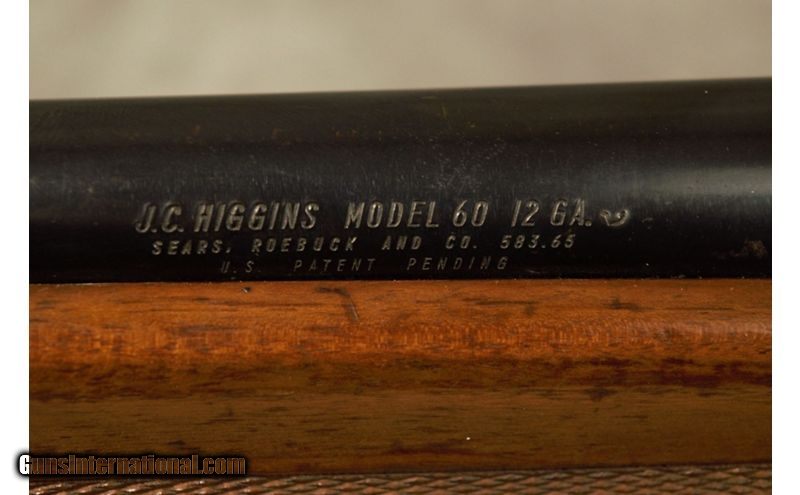 J.C. HIGGINS MODEL 60 12 GA.
SEARS, ROEBUCK AND CO. 583.65
U.S. PATENT PENDING
GunsInternational.com